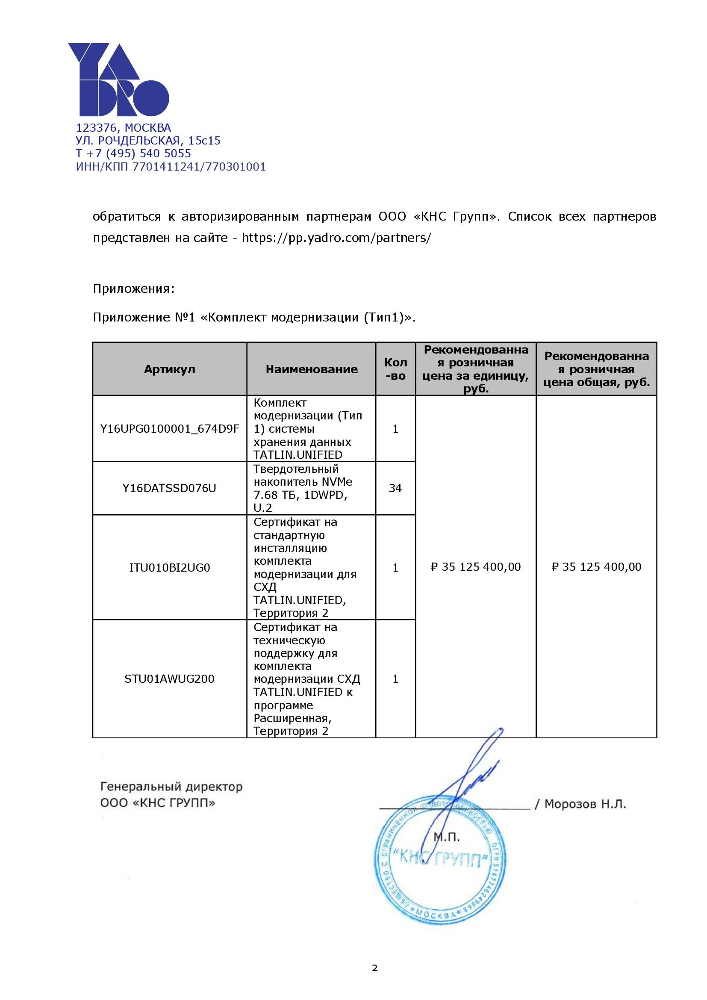 YADRO
123376, МОСКВА
УЛ. РОЧДЕЛЬСКАЯ, 15с15
Т +7 (495) 540 5055
ИНН/КПП 7701411241/770301001
обратиться к авторизированным партнерам ООО «КНС Групп». Список всех партнеров
представлен на сайте - https://pp.yadro.com/partners/
Приложения:
Приложение №1 «Комплект модернизации (Тип1)».
Артикул
Наименование
Кол
-во
Рекомендованна
я розничная
цена за единицу,
руб.
Рекомендованна
я розничная
цена общая, руб.
Y16UPG0100001_674D9F
Комплект
модернизации (Тип
1) системы
хранения данных
TATLIN.UNIFIED
1
Y16DATSSD076U
Твердотельный
накопитель NVMe
7.68 ТБ, 1DWPD,
U.2
34
ITU010BI2UG0
Сертификат на
стандартную
инсталляцию
комплекта
модернизации для
СХД
TATLIN.UNIFIED,
Территория 2
1
₽ 35 125 400,00
₽ 35 125 400,00
STU01AWUG200
Сертификат на
техническую
поддержку для
комплекта
модернизации СХД
TATLIN.UNIFIED к
программе
Расширенная,
Территория 2
1
Генеральный директор
ООО «КНС ГРУПП»
/ Морозов Н.Л.
М.П.
ОБЩЕСТВО С ОГРАНИЧЕННОЙ ОТВЕТСТВЕННОСТЬЮ ОГРН 5147746249668
"КНС ГРУПП"
*МОСКВА*
2